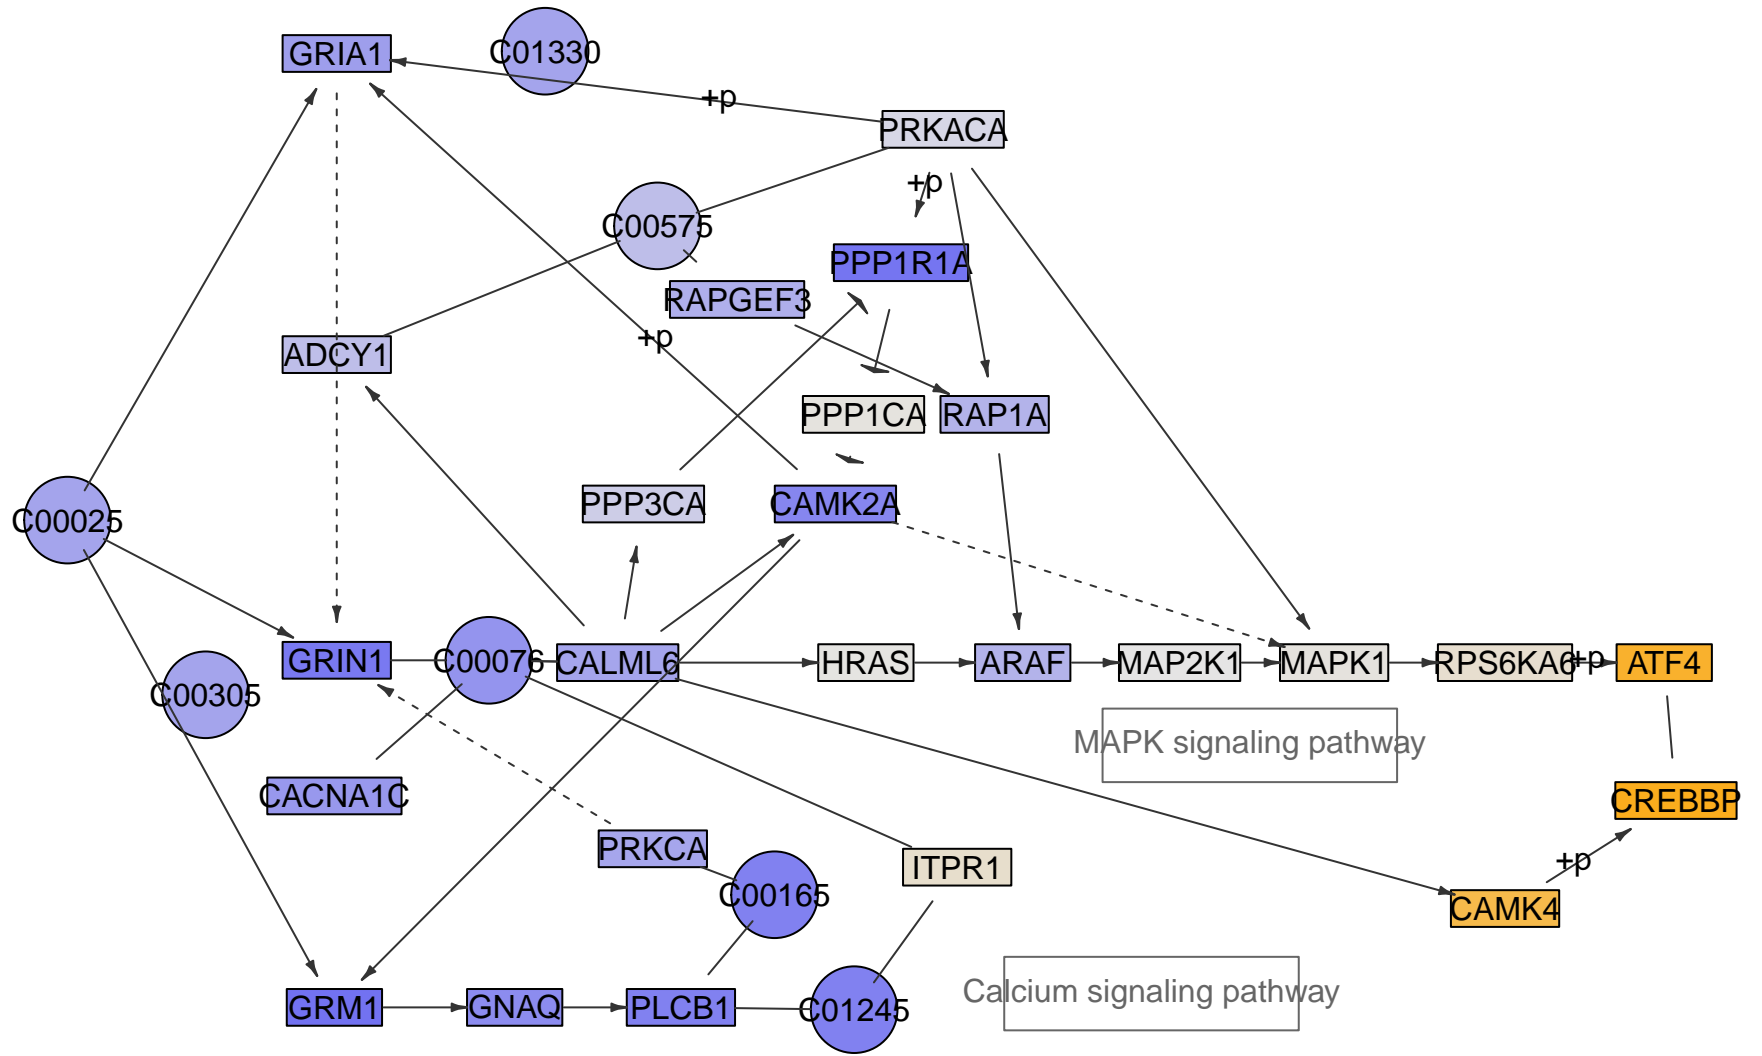 GRIA1
C01330
+p
PRKACA
+p
C00575
PPP1R1A
RAPGEF3
+p
ADCY1
PPP1CA
RAP1A
PPP3CA
CAMK2A
C00025
GRIN1
C00076
CALML6
HRAS
ARAF
MAP2K1
MAPK1
RPS6KA6
+p
ATF4
C00305
MAPK signaling pathway
CACNA1C
CREBBP
PRKCA
ITPR1
+p
C00165
CAMK4
Calcium signaling pathway
GRM1
GNAQ
PLCB1
C01245